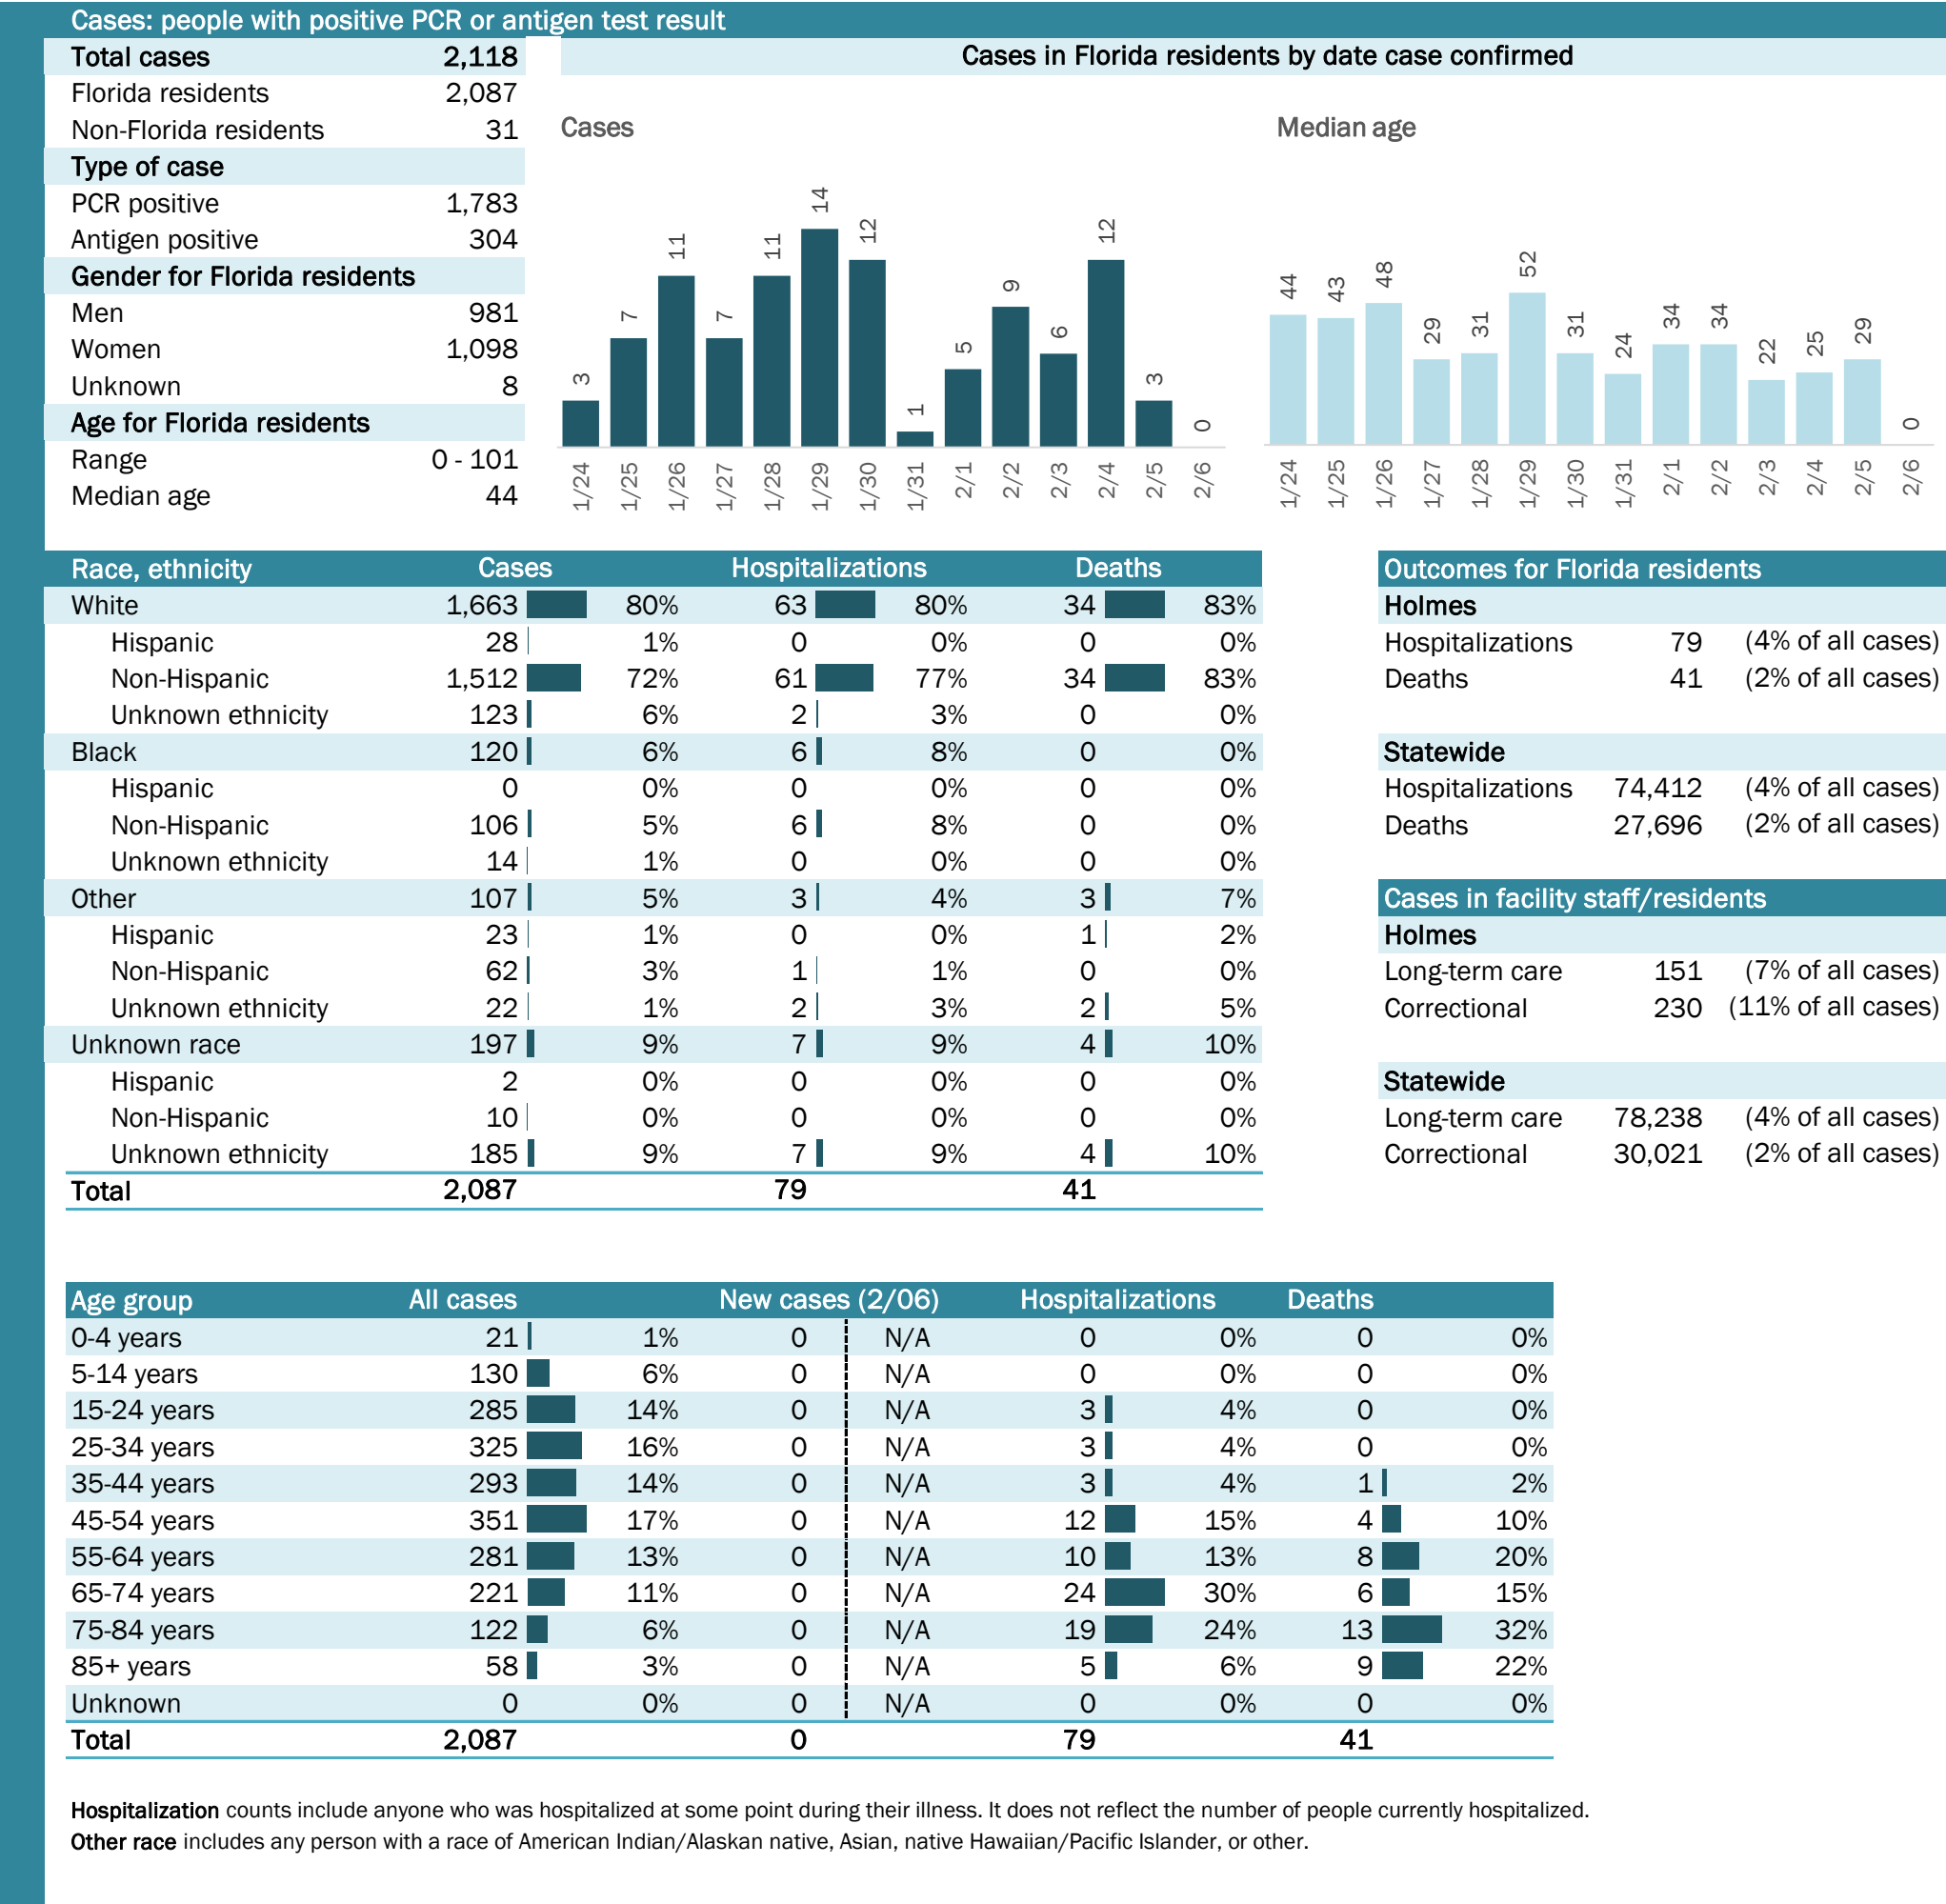 Cases: people with positive PCR or antigen test result
Total cases 2,118
Florida residents 2,087
Non-Florida residents 31
Type of case
PCR positive 1,783
Antigen positive 304
Gender for Florida residents
Men 981
Women 1,098
Unknown 8
Age for Florida residents
Range 0 - 101
Median age 44
Cases in Florida residents by date case confirmed
Cases
3 7 11 7 11 14 12 1 5 9 6 12 3 0
1/24 1/25 1/26 1/27 1/28 1/29 1/30 1/31 2/1 2/2 2/3 2/4 2/5 2/6
Median age
44 43 48 29 31 52 31 24 34 34 22 25 29 0
1/24 1/25 1/26 1/27 1/28 1/29 1/30 1/31 2/1 2/2 2/3 2/4 2/5 2/6
Race, ethnicity Cases Hospitalizations Deaths
White 1,663 80% 63 80% 34 83%
Hispanic 28 1% 0 0% 0 0%
Non-Hispanic 1,512 72% 61 77% 34 83%
Unknown ethnicity 123 6% 2 3% 0 0%
Black 120 6% 6 8% 0 0%
Hispanic 0 0% 0 0% 0 0%
Non-Hispanic 106 5% 6 8% 0 0%
Unknown ethnicity 14 1% 0 0% 0 0%
Other 107 5% 3 4% 3 7%
Hispanic 23 1% 0 0% 1 2%
Non-Hispanic 62 3% 1 1% 0 0%
Unknown ethnicity 22 1% 2 3% 2 5%
Unknown race 197 9% 7 9% 4 10%
Hispanic 2 0% 0 0% 0 0%
Non-Hispanic 10 0% 0 0% 0 0%
Unknown ethnicity 185 9% 7 9% 4 10%
Total 2,087 79 41
Outcomes for Florida residents
Holmes
Hospitalizations 79 (4% of all cases)
Deaths 41 (2% of all cases)
Statewide
Hospitalizations 74,412 (4% of all cases)
Deaths 27,696 (2% of all cases)
Cases in facility staff/residents
Holmes
Long-term care 151 (7% of all cases)
Correctional 230 (11% of all cases)
Statewide
Long-term care 78,238 (4% of all cases)
Correctional 30,021 (2% of all cases)
Age group All cases New cases (2/06) Hospitalizations Deaths
0-4 years 21 1% 0 N/A 0 0% 0 0%
5-14 years 130 6% 0 N/A 0 0% 0 0%
15-24 years 285 14% 0 N/A 3 4% 0 0%
25-34 years 325 16% 0 N/A 3 4% 0 0%
35-44 years 293 14% 0 N/A 3 4% 1 2%
45-54 years 351 17% 0 N/A 12 15% 4 10%
55-64 years 281 13% 0 N/A 10 13% 8 20%
65-74 years 221 11% 0 N/A 24 30% 6 15%
75-84 years 122 6% 0 N/A 19 24% 13 32%
85+ years 58 3% 0 N/A 5 6% 9 22%
Unknown 0 0% 0 N/A 0 0% 0 0%
Total 2,087 0 79 41
Hospitalization counts include anyone who was hospitalized at some point during their illness. It does not reflect the number of people currently hospitalized.
Other race includes any person with a race of American Indian/Alaskan native, Asian, native Hawaiian/Pacific Islander, or other.